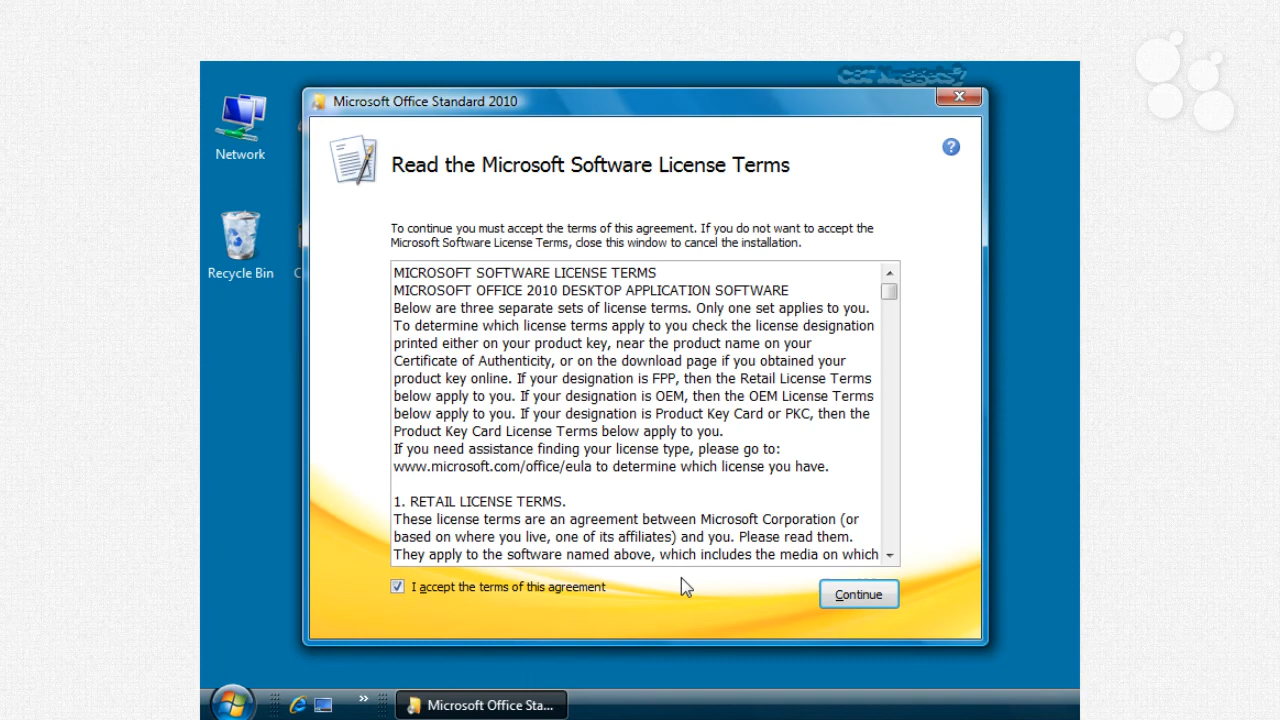 Microsoft Office Standard 2010
Network
Recycle Bin
Read the Microsoft Software License Terms
To continue you must accept the terms of this agreement. If you do not want to accept the
Microsoft Software License Terms, close this window to cancel the installation.
MICROSOFT SOFTWARE LICENSE TERMS
MICROSOFT OFFICE 2010 DESKTOP APPLICATION SOFTWARE
Below are three separate sets of license terms. Only one set applies to you.
To determine which license terms apply to you check the license designation
printed either on your product key, near the product name on your
Certificate of Authenticity, or on the download page if you obtained your
product key online. If your designation is FPP, then the Retail License Terms
below apply to you. If your designation is OEM, then the OEM License Terms
below apply to you. If your designation is Product Key Card or PKC, then the
Product Key Card License Terms below apply to you.
If you need assistance finding your license type, please go to:
www.microsoft.com/office/eula to determine which license you have.
1. RETAIL LICENSE TERMS.
These license terms are an agreement between Microsoft Corporation (or
based on where you live, one of its affiliates) and you. Please read them.
They apply to the software named above, which includes the media on which
I accept the terms of this agreement
Continue
Microsoft Office Sta...